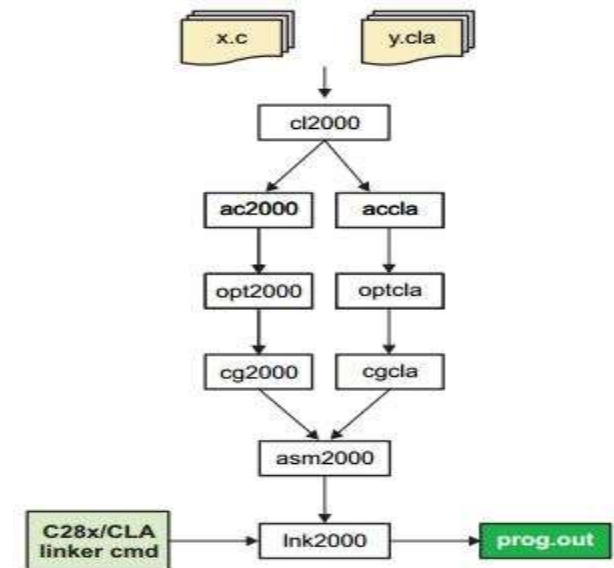 x.c
y.cla
cl2000
ac2000
accla
opt2000
optcla
cg2000
cgcla
asm2000
C28x/CLA
linker cmd
lnk2000
prog.out